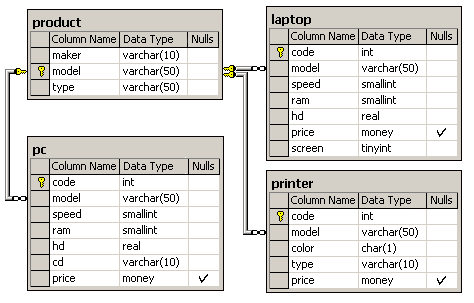 product
Column Name Data Type Nulls
maker varchar(10)
model varchar(50)
type varchar(50)
laptop
Column Name Data Type Nulls
code int
model varchar(50)
speed smallint
ram smallint
hd real
price money ✓
screen tinyint
pc
Column Name Data Type Nulls
code int
model varchar(50)
speed smallint
ram smallint
hd real
cd varchar(10)
price money ✓
printer
Column Name Data Type Nulls
code int
model varchar(50)
color char(1)
type varchar(10)
price money ✓